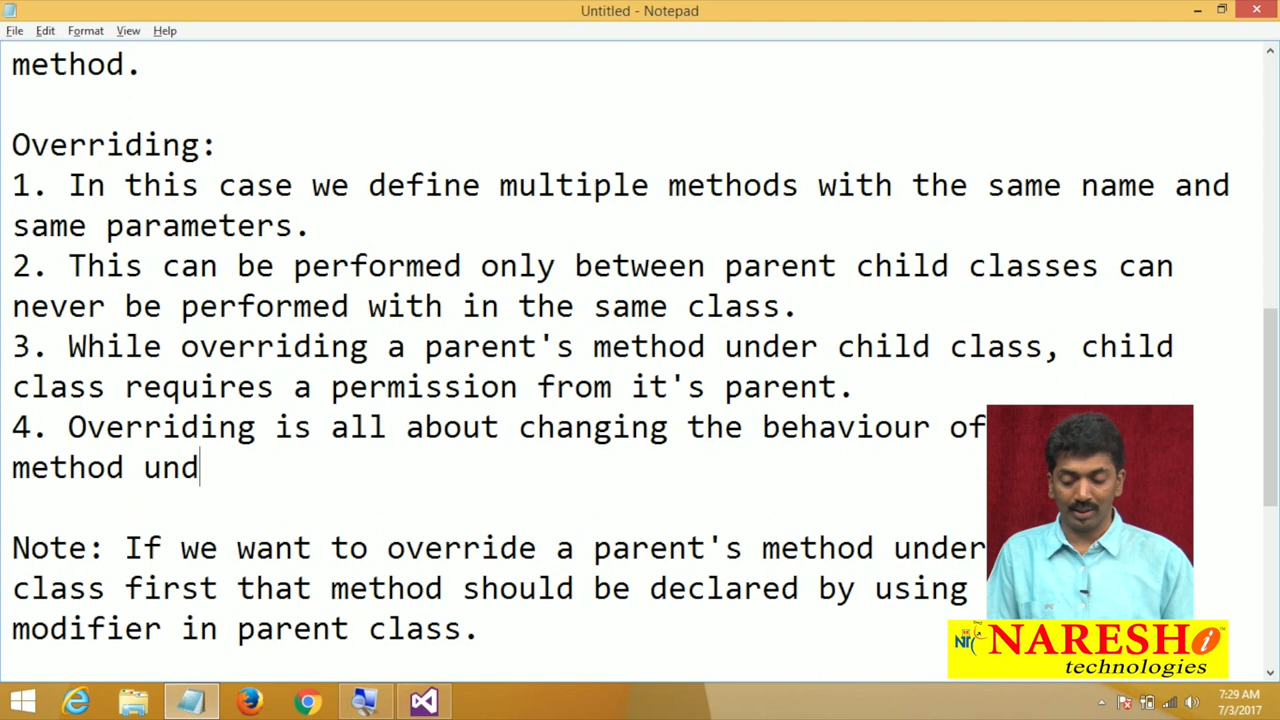 Untitled - Notepad
File Edit Format View Help
method.
Overriding:
1. In this case we define multiple methods with the same name and
same parameters.
2. This can be performed only between parent child classes can
never be performed with in the same class.
3. While overriding a parent's method under child class, child
class requires a permission from it's parent.
4. Overriding is all about changing the behaviour of
method und
Note: If we want to override a parent's method under
class first that method should be declared by using
modifier in parent class.
NARESH i
technologies
7:29 AM
7/3/2017